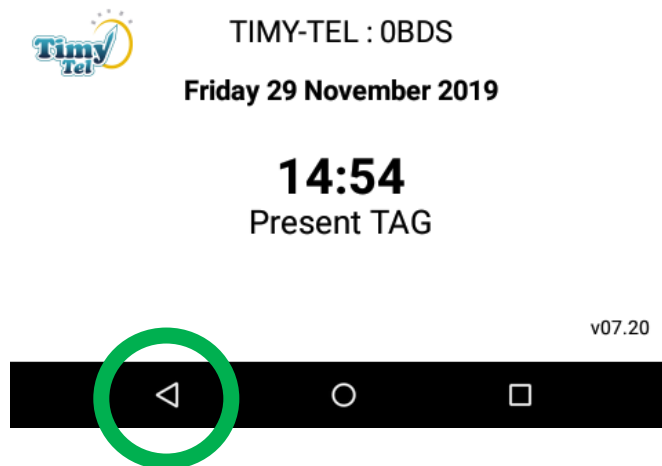 Timy
Tel
TIMY-TEL : 0BDS
Friday 29 November 2019
14:54
Present TAG
v07.20